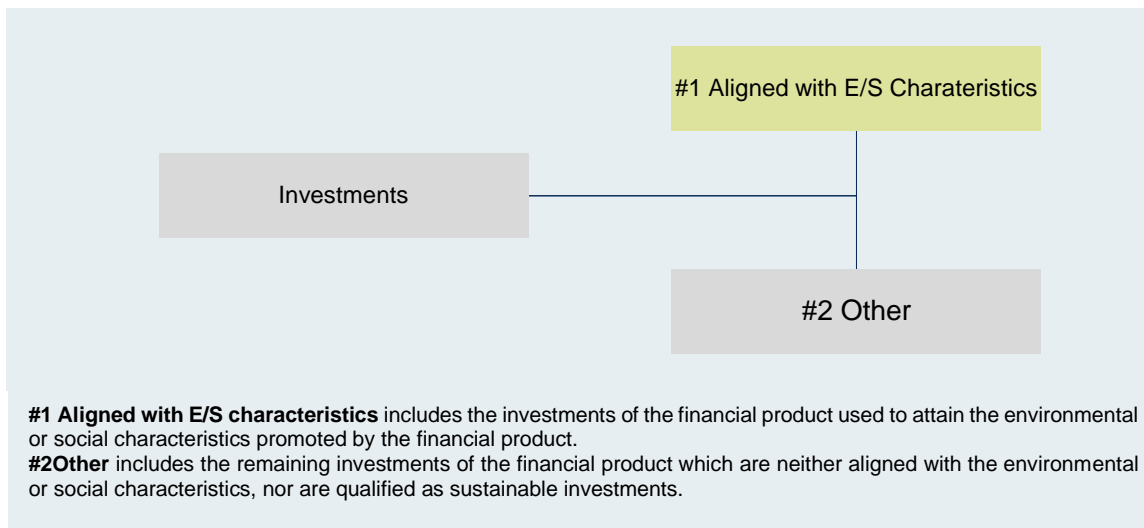 #1 Aligned with E/S Charateristics
Investments
#2 Other
#1 Aligned with E/S characteristics includes the investments of the financial product used to attain the environmental
or social characteristics promoted by the financial product.
#2Other includes the remaining investments of the financial product which are neither aligned with the environmental
or social characteristics, nor are qualified as sustainable investments.